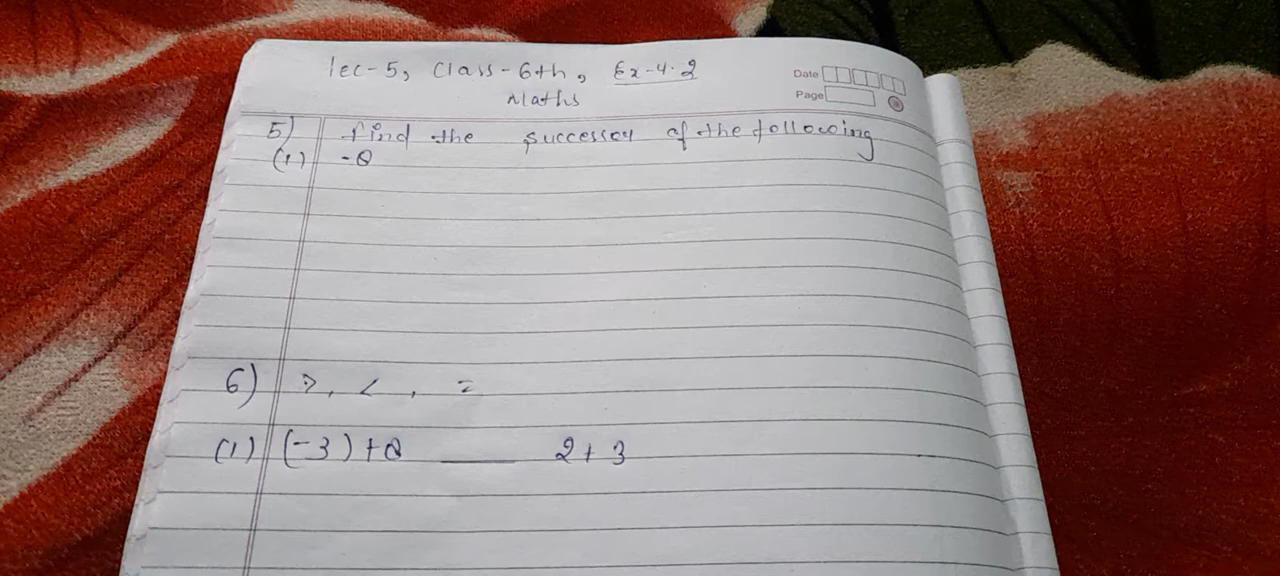 lec-5, Class-6th, Ex-4.2
Maths
Date
Page
5) find the successor of the following
(1) -8
6) >, <, =
(1) (-3)+8 ____ 2+3